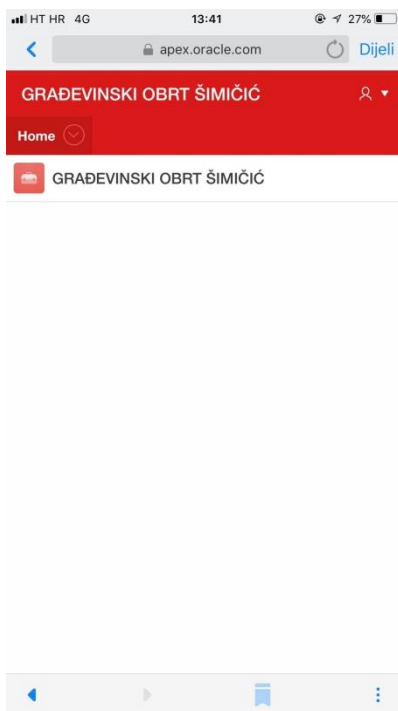 HT HR 4G 13:41 27%
apex.oracle.com Dijeli
GRAĐEVINSKI OBRT ŠIMIČIĆ
Home
GRAĐEVINSKI OBRT ŠIMIČIĆ